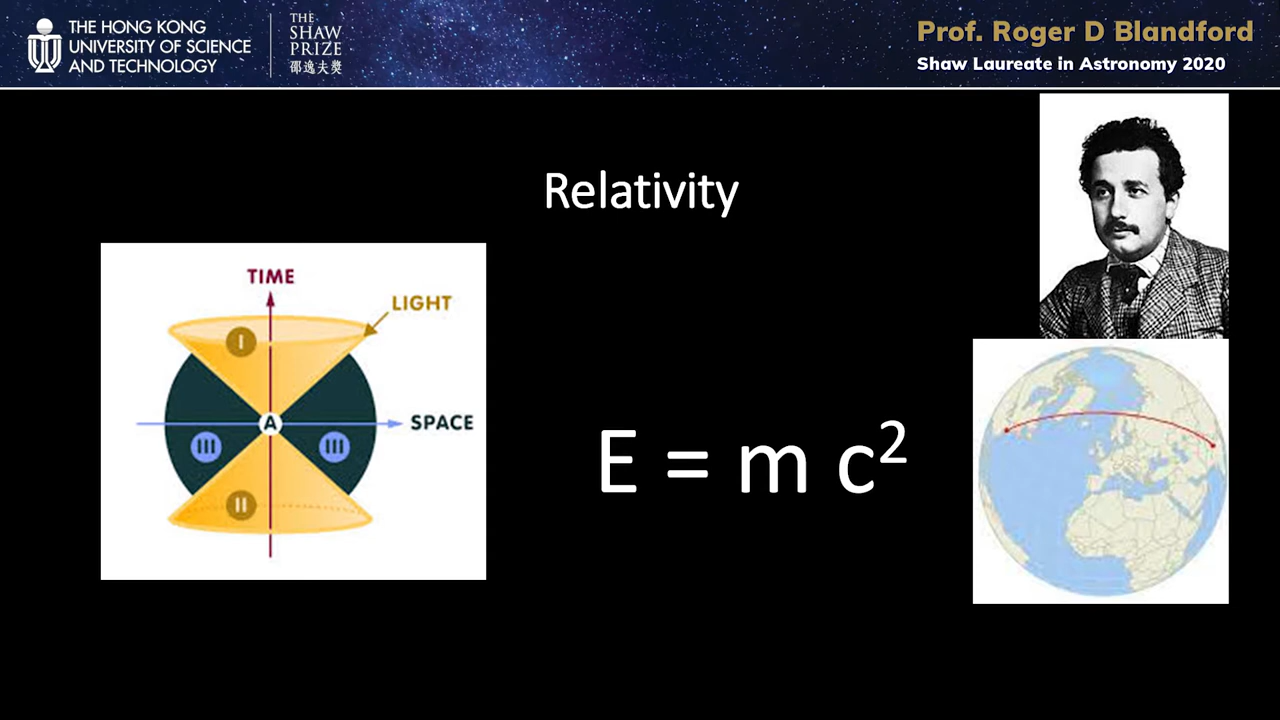 THE HONG KONG
UNIVERSITY OF SCIENCE
AND TECHNOLOGY
THE
SHAW
PRIZE
邵逸夫獎
Prof. Roger D Blandford
Shaw Laureate in Astronomy 2020
Relativity
TIME
LIGHT
I
A
SPACE
III
III
II
E = m c²